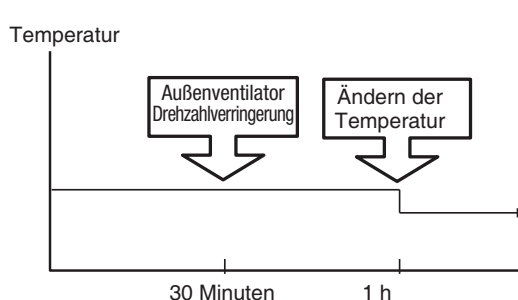 Temperatur
Außenventilator
Drehzahlverringerung
Ändern der
Temperatur
30 Minuten
1 h